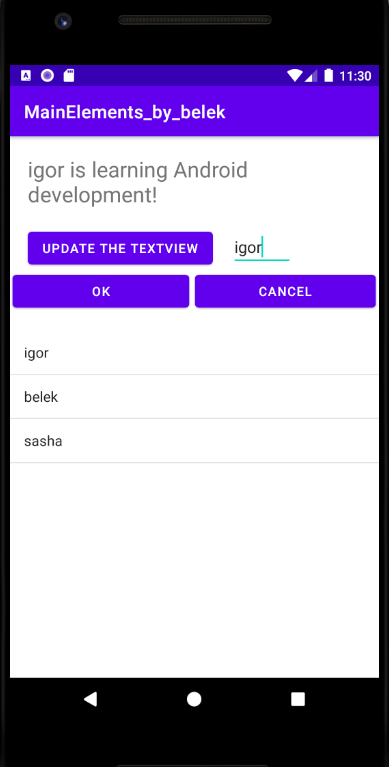 11:30
MainElements_by_belek
igor is learning Android
development!
UPDATE THE TEXTVIEW igor
OK CANCEL
igor
belek
sasha